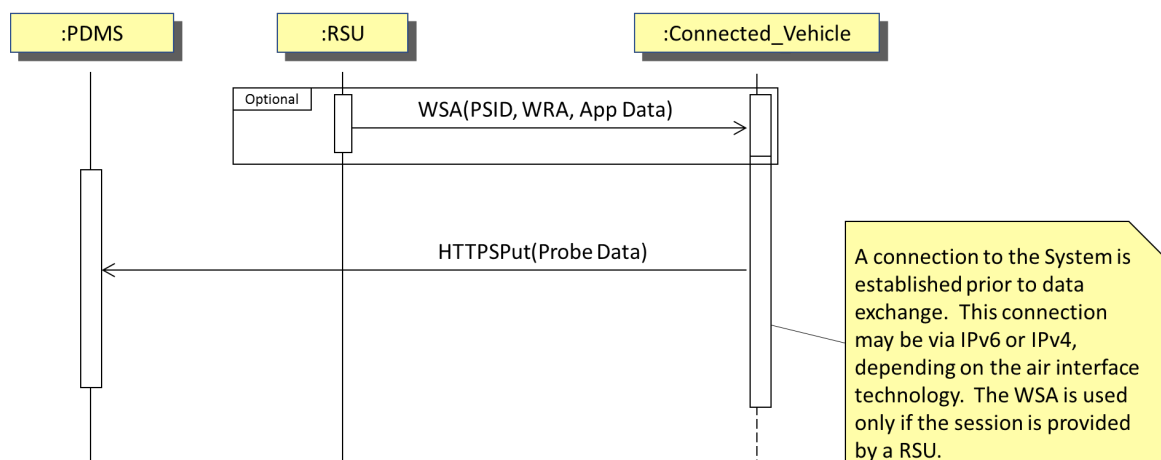 :PDMS
:RSU
:Connected_Vehicle
Optional
WSA(PSID, WRA, App Data)
HTTPSPut(Probe Data)
A connection to the System is
established prior to data
exchange.  This connection
may be via IPv6 or IPv4,
depending on the air interface
technology.  The WSA is used
only if the session is provided
by a RSU.